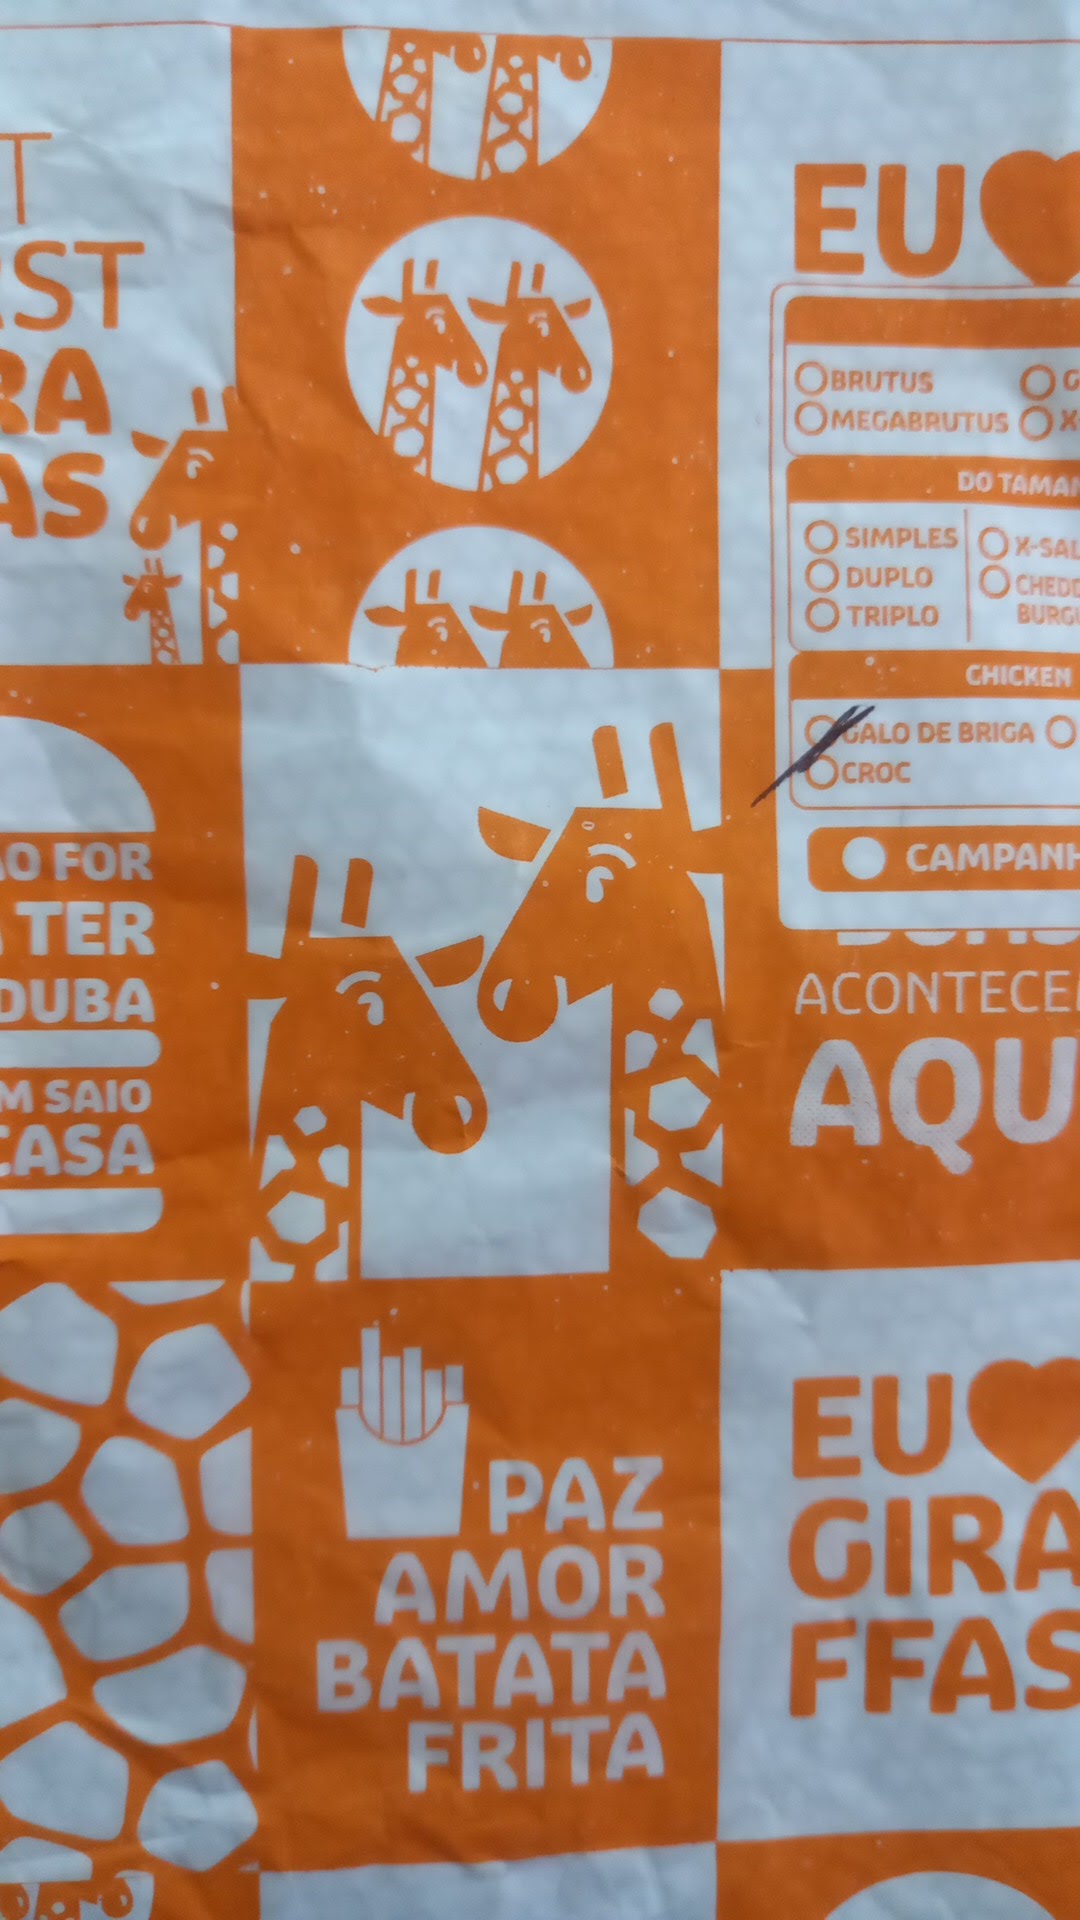 EU
BRUTUS
MEGABRUTUS
DO TAMAN
SIMPLES
DUPLO
TRIPLO
X-SAL
CHEDD
BURGU
CHICKEN
GALO DE BRIGA
CROC
CAMPANH
ACONTECE
AQU
ST
RA
AS
O FOR
TER
DUBA
M SAIO
CASA
PAZ
AMOR
BATATA
FRITA
EU
GIRA
FFAS